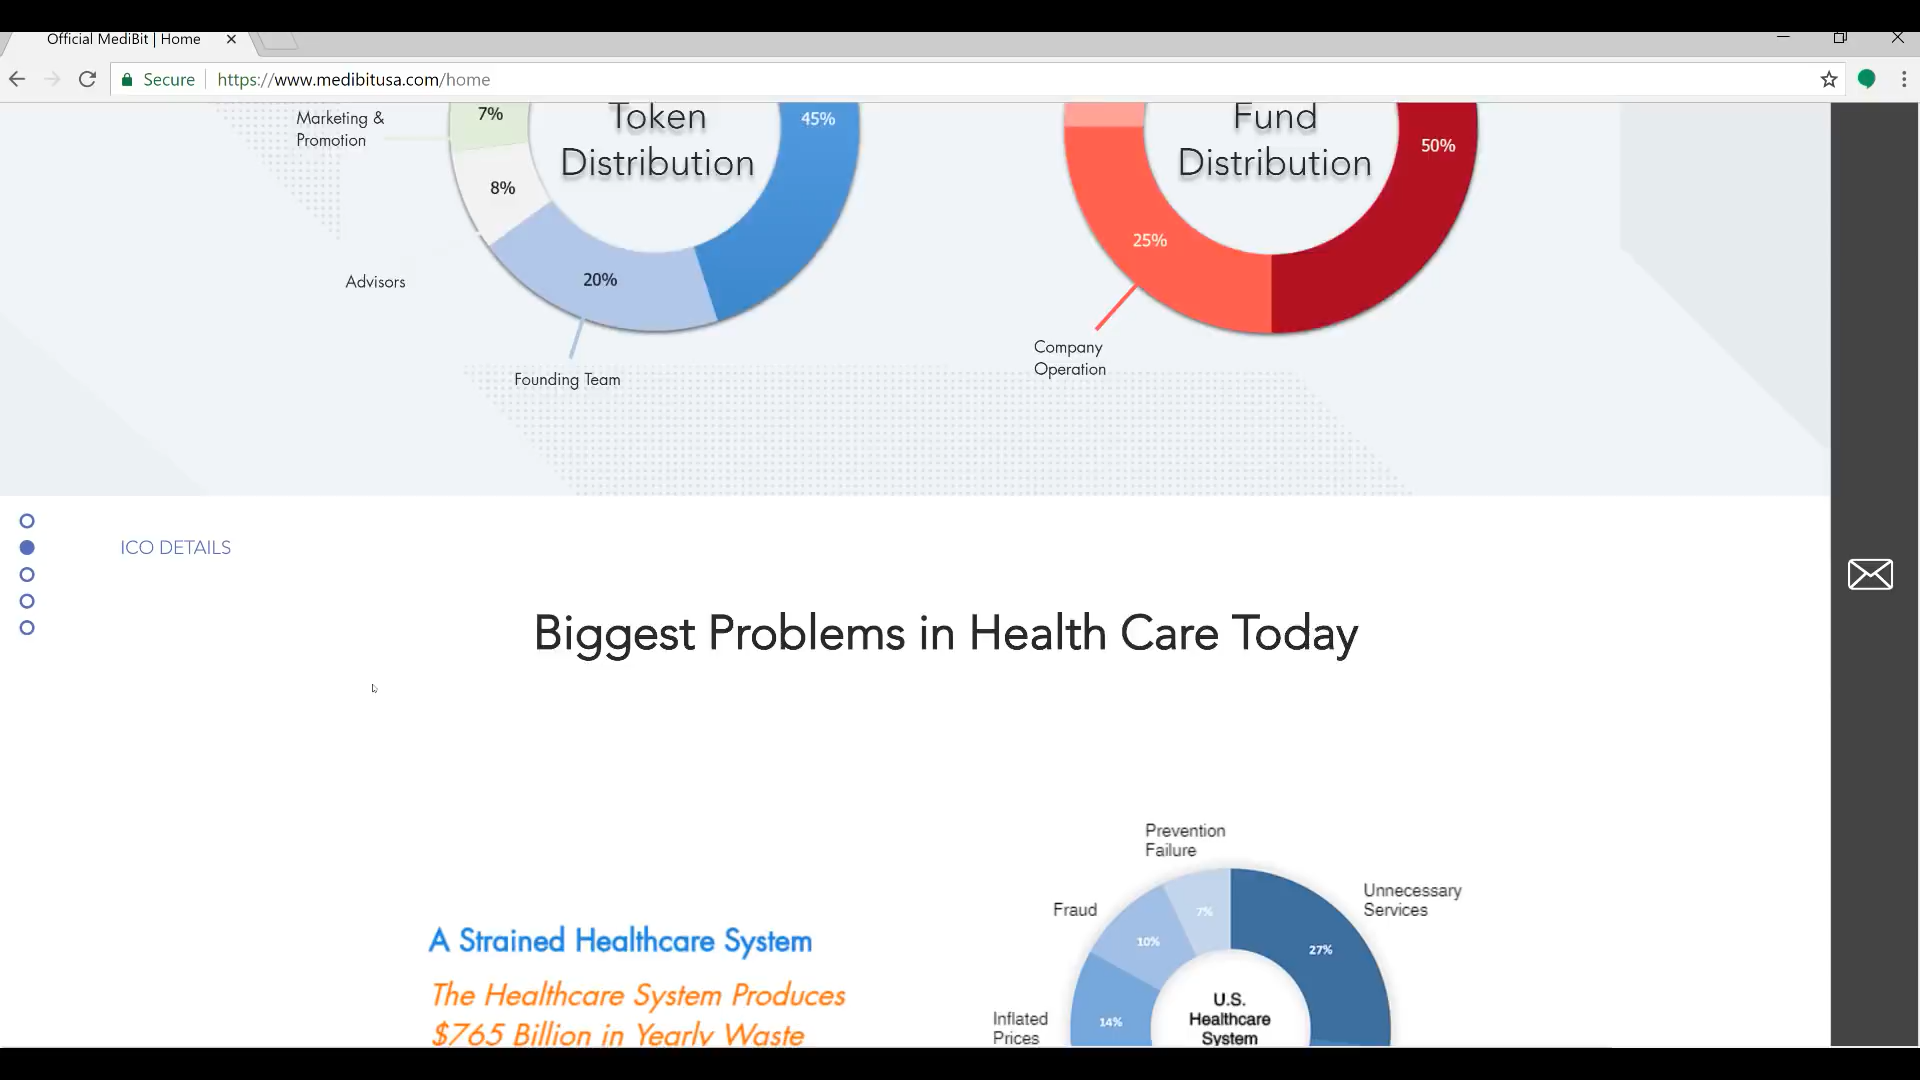 Official MediBit | Home
Secure
https://www.medibitusa.com/home
Marketing &
Promotion
7%
Token
Distribution
45%
8%
20%
Advisors
Founding Team
Fund
Distribution
50%
25%
Company
Operation
ICO DETAILS
Biggest Problems in Health Care Today
A Strained Healthcare System
The Healthcare System Produces
$765 Billion in Yearly Waste
Prevention
Failure
Unnecessary
Services
Fraud
7%
10%
27%
Inflated
Prices
14%
U.S.
Healthcare
System